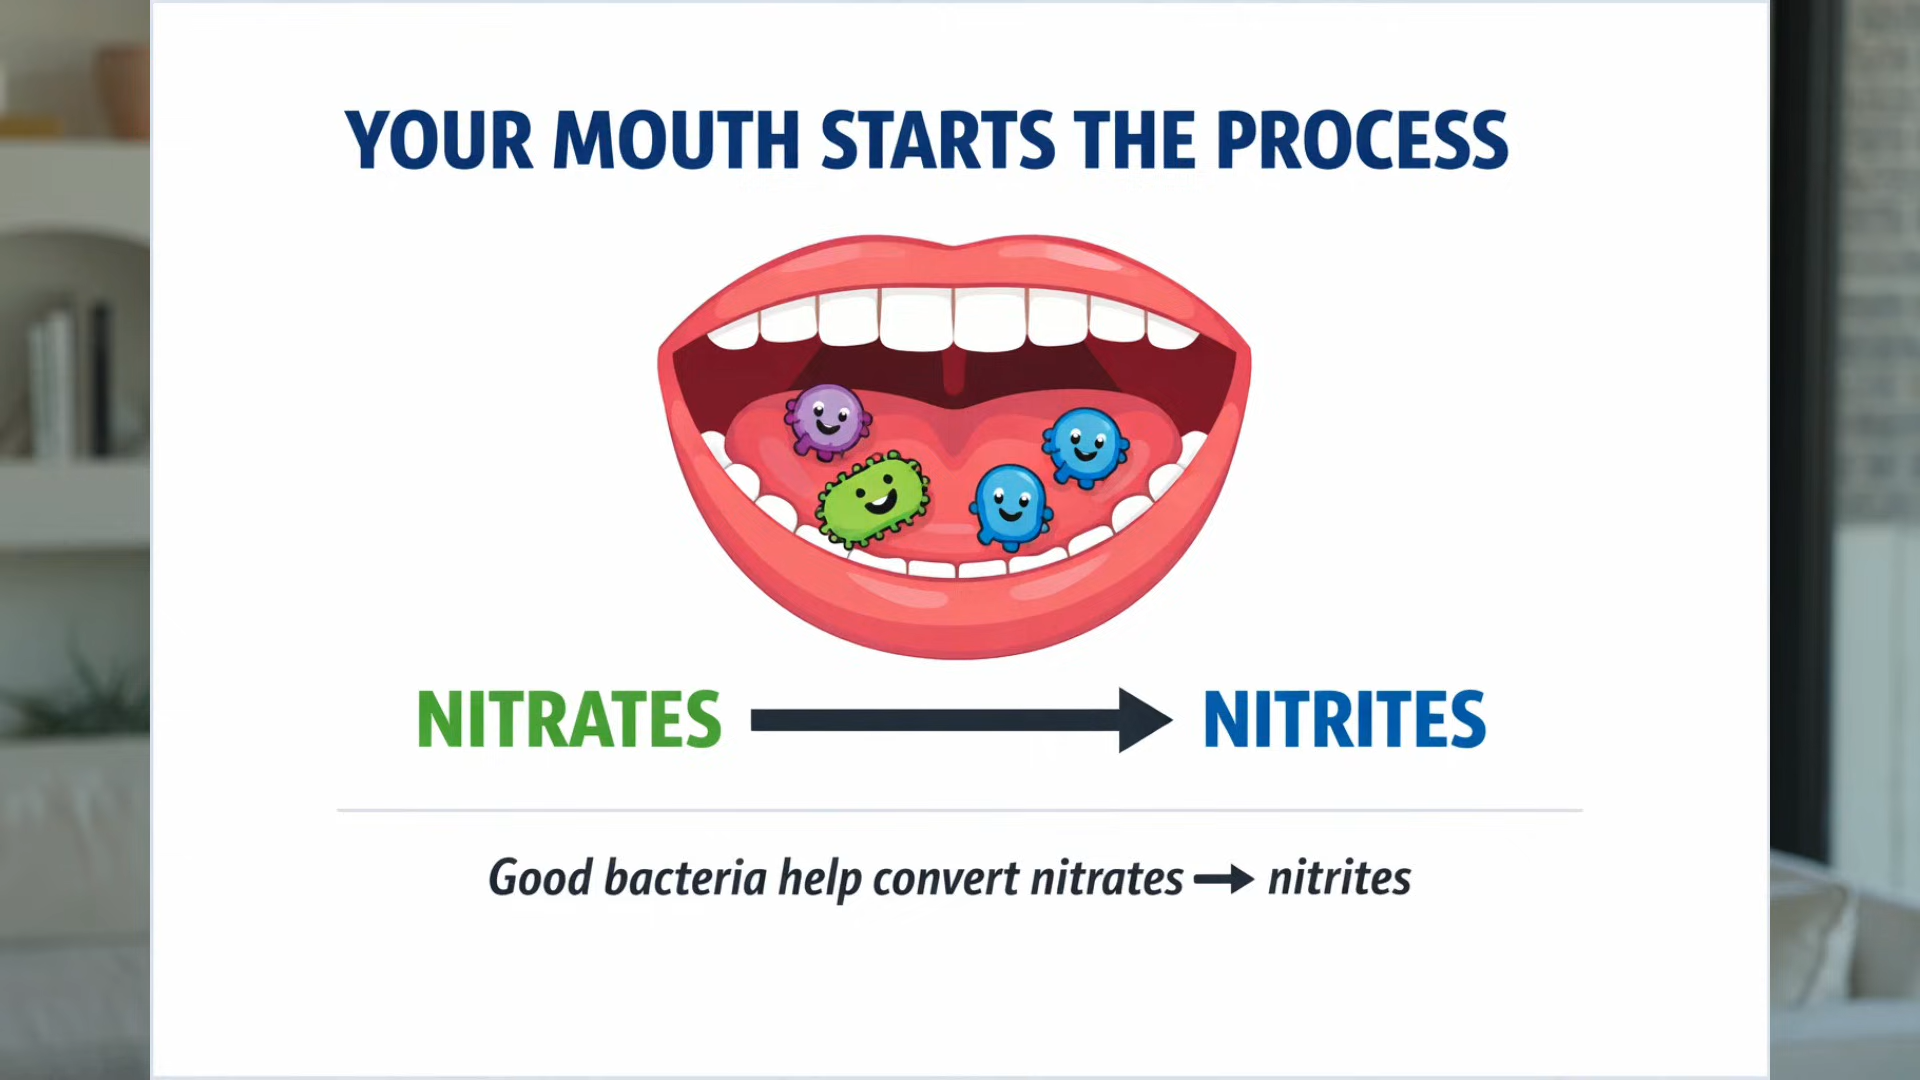 YOUR MOUTH STARTS THE PROCESS
NITRATES → NITRITES
Good bacteria help convert nitrates → nitrites